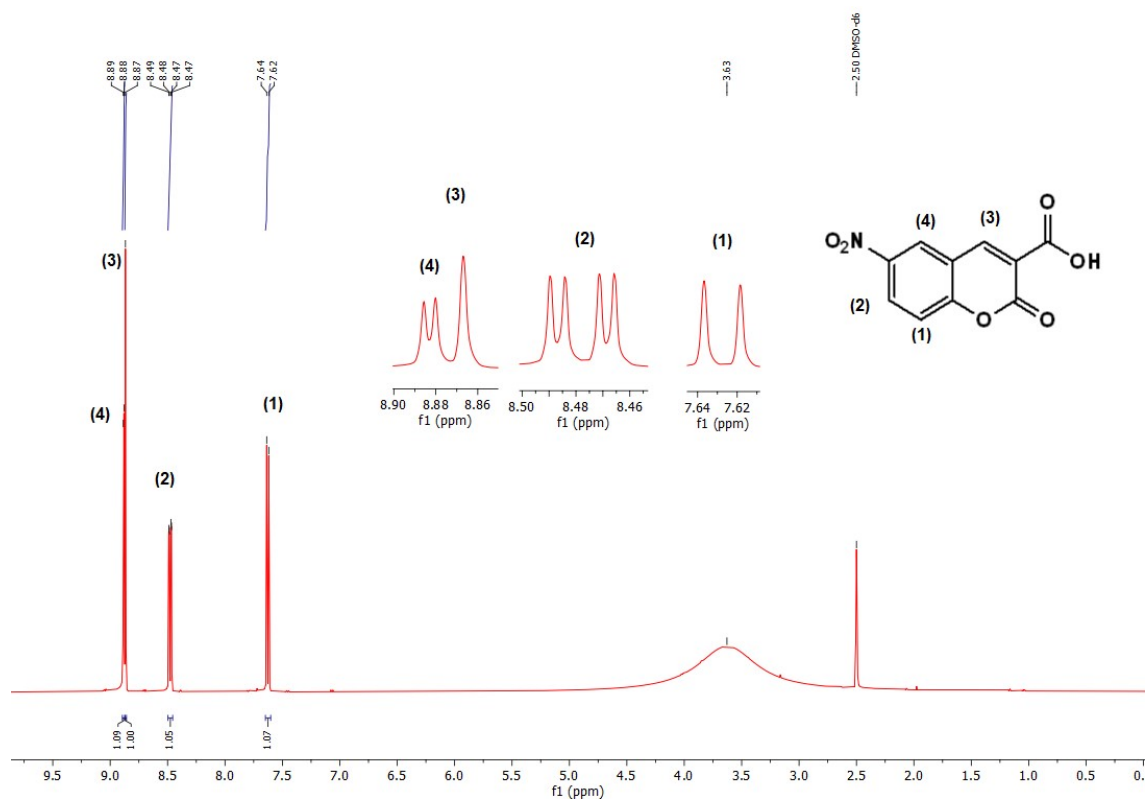 8.89
8.88
8.87
8.49
8.48
8.47
8.47
7.64
7.62
3.63
2.50 DMSO-d6
(3)
(4)
(2)
(1)
8.90 8.88 8.86
f1 (ppm)
8.50 8.48 8.46
f1 (ppm)
7.64 7.62
f1 (ppm)
O2N
(4)
(3)
O
OH
(2)
(1)
O
O
(3)
(4)
(2)
(1)
1.09
1.00
1.05
1.07
9.5 9.0 8.5 8.0 7.5 7.0 6.5 6.0 5.5 5.0 4.5 4.0 3.5 3.0 2.5 2.0 1.5 1.0 0.5 0.
f1 (ppm)